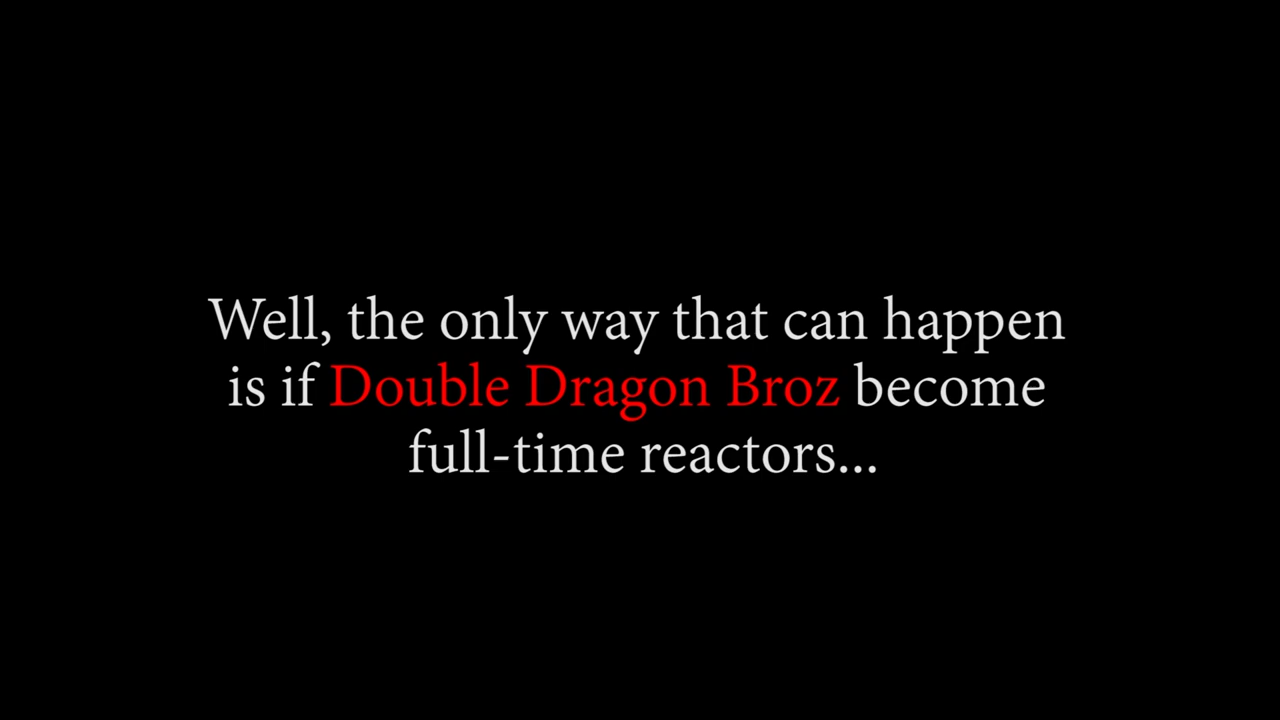 Well, the only way that can happen
is if Double Dragon Broz become
full-time reactors...